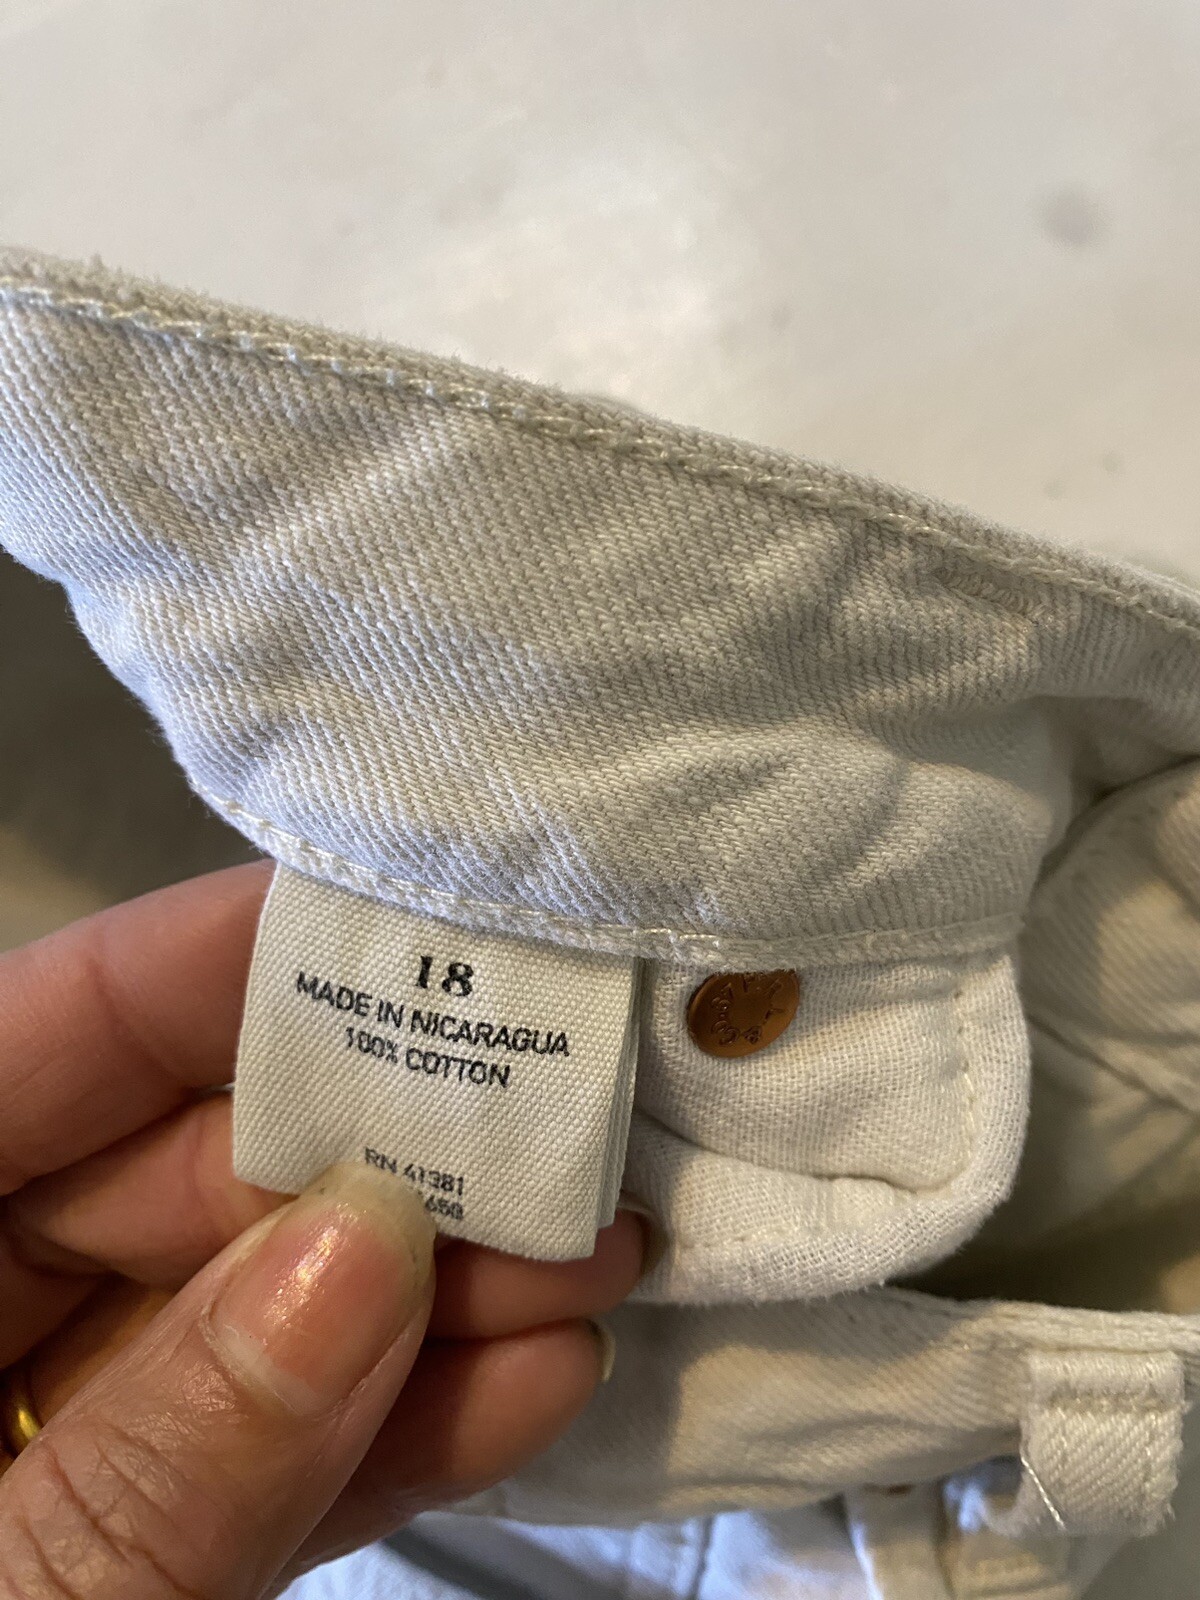 18
MADE IN NICARAGUA
100% COTTON
RN 41381